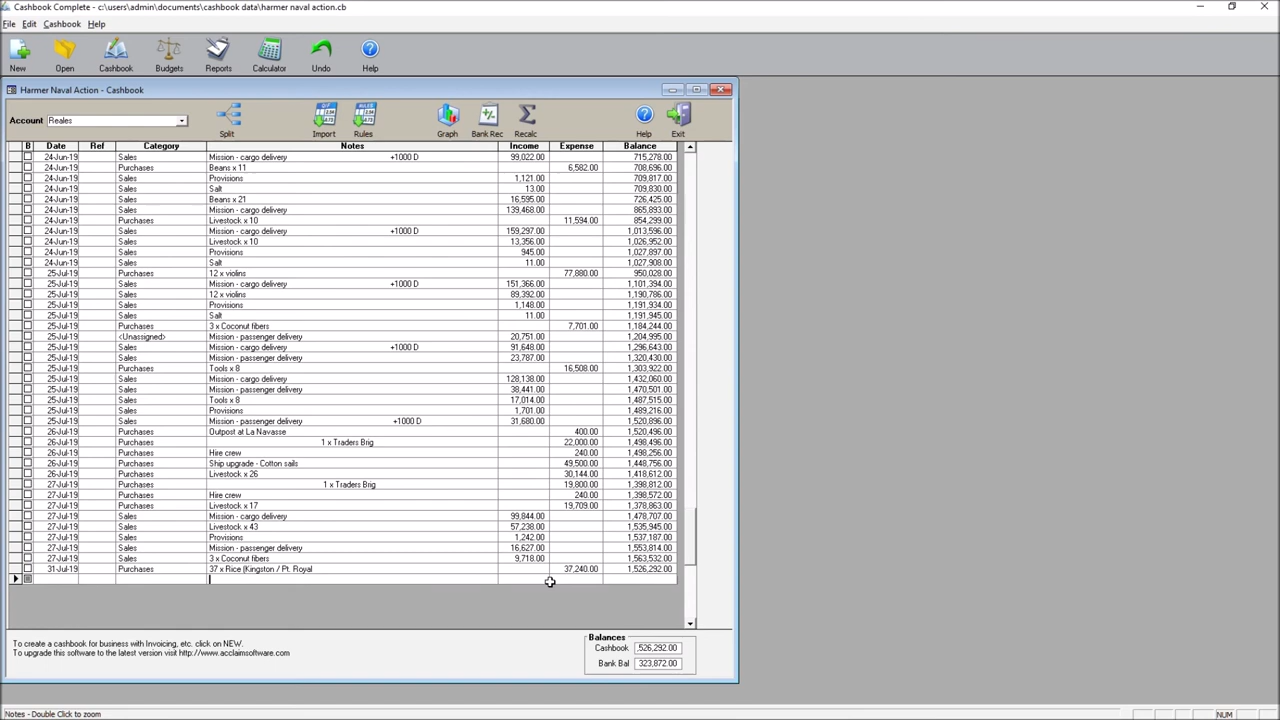 Cashbook Complete - c:\users\admin\documents\cashbook data\harmer naval action.cb
File Edit Cashbook Help
New Open Cashbook Budgets Reports Calculator Undo Help
Harmer Naval Action - Cashbook
Account Reales
Split Import Rules Graph Bank Rec Recalc Help Exit
B Date Ref Category Notes Income Expense Balance
24-Jun-19 Sales Mission - cargo delivery +1000 D 99,022.00 715,278.00
24-Jun-19 Purchases Beans x 11 6,582.00 708,696.00
24-Jun-19 Sales Provisions 1,121.00 709,817.00
24-Jun-19 Sales Salt 13.00 709,830.00
24-Jun-19 Sales Beans x 21 16,595.00 726,425.00
24-Jun-19 Sales Mission - cargo delivery 139,468.00 865,893.00
24-Jun-19 Purchases Livestock x 10 11,594.00 854,299.00
24-Jun-19 Sales Mission - cargo delivery +1000 D 159,297.00 1,013,596.00
24-Jun-19 Sales Livestock x 10 13,356.00 1,026,952.00
24-Jun-19 Sales Provisions 945.00 1,027,897.00
24-Jun-19 Sales Salt 11.00 1,027,908.00
25-Jul-19 Purchases 12 x violins 77,880.00 950,028.00
25-Jul-19 Sales Mission - cargo delivery +1000 D 151,366.00 1,101,394.00
25-Jul-19 Sales 12 x violins 89,392.00 1,190,786.00
25-Jul-19 Sales Provisions 1,148.00 1,191,934.00
25-Jul-19 Sales Salt 11.00 1,191,945.00
25-Jul-19 Purchases 3 x Coconut fibers 7,701.00 1,184,244.00
25-Jul-19 <Unassigned> Mission - passenger delivery 20,751.00 1,204,995.00
25-Jul-19 Sales Mission - cargo delivery +1000 D 91,648.00 1,296,643.00
25-Jul-19 Sales Mission - cargo delivery 23,787.00 1,320,430.00
25-Jul-19 Purchases Tools x 8 16,508.00 1,303,922.00
25-Jul-19 Sales Mission - cargo delivery 128,138.00 1,432,060.00
25-Jul-19 Sales Mission - passenger delivery 38,441.00 1,470,501.00
25-Jul-19 Sales Tools x 8 17,014.00 1,487,515.00
25-Jul-19 Sales Provisions 1,701.00 1,489,216.00
25-Jul-19 Sales Mission - passenger delivery +1000 D 31,680.00 1,520,896.00
26-Jul-19 Purchases Outpost at La Navasse 400.00 1,520,496.00
26-Jul-19 Purchases 1 x Traders Brig 22,000.00 1,498,496.00
26-Jul-19 Purchases Hire crew 240.00 1,498,256.00
26-Jul-19 Purchases Ship upgrade - Cotton sails 49,500.00 1,448,756.00
26-Jul-19 Purchases Livestock x 26 30,144.00 1,418,612.00
27-Jul-19 Purchases 1 x Traders Brig 19,800.00 1,398,812.00
27-Jul-19 Purchases Hire crew 240.00 1,398,572.00
27-Jul-19 Purchases Livestock x 17 19,709.00 1,378,863.00
27-Jul-19 Sales Mission - cargo delivery 99,844.00 1,478,707.00
27-Jul-19 Sales Livestock x 43 57,238.00 1,535,945.00
27-Jul-19 Sales Provisions 1,242.00 1,537,187.00
27-Jul-19 Sales Mission - passenger delivery 16,627.00 1,553,814.00
27-Jul-19 Sales 3 x Coconut fibers 9,718.00 1,563,532.00
31-Jul-19 Purchases 37 x Rice (Kingston / Pt. Royal 37,240.00 1,526,292.00
To create a cashbook for business with Invoicing, etc. click on NEW.
To upgrade this software to the latest version visit http://www.acclaimsoftware.com
Balances
Cashbook ,526,292.00
Bank Bal 323,872.00
Notes - Double Click to zoom NUM